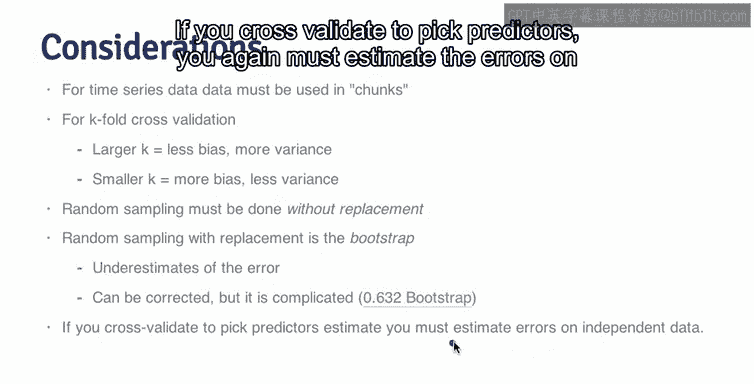 If you cross validate to pick predictors,
you again must estimate the errors on
Considerations
· For time series data data must be used in "chunks"
· For k-fold cross validation
- Larger k = less bias, more variance
- Smaller k = more bias, less variance
· Random sampling must be done without replacement
· Random sampling with replacement is the bootstrap
- Underestimates of the error
- Can be corrected, but it is complicated (0.632 Bootstrap)
· If you cross-validate to pick predictors estimate you must estimate errors on independent data.